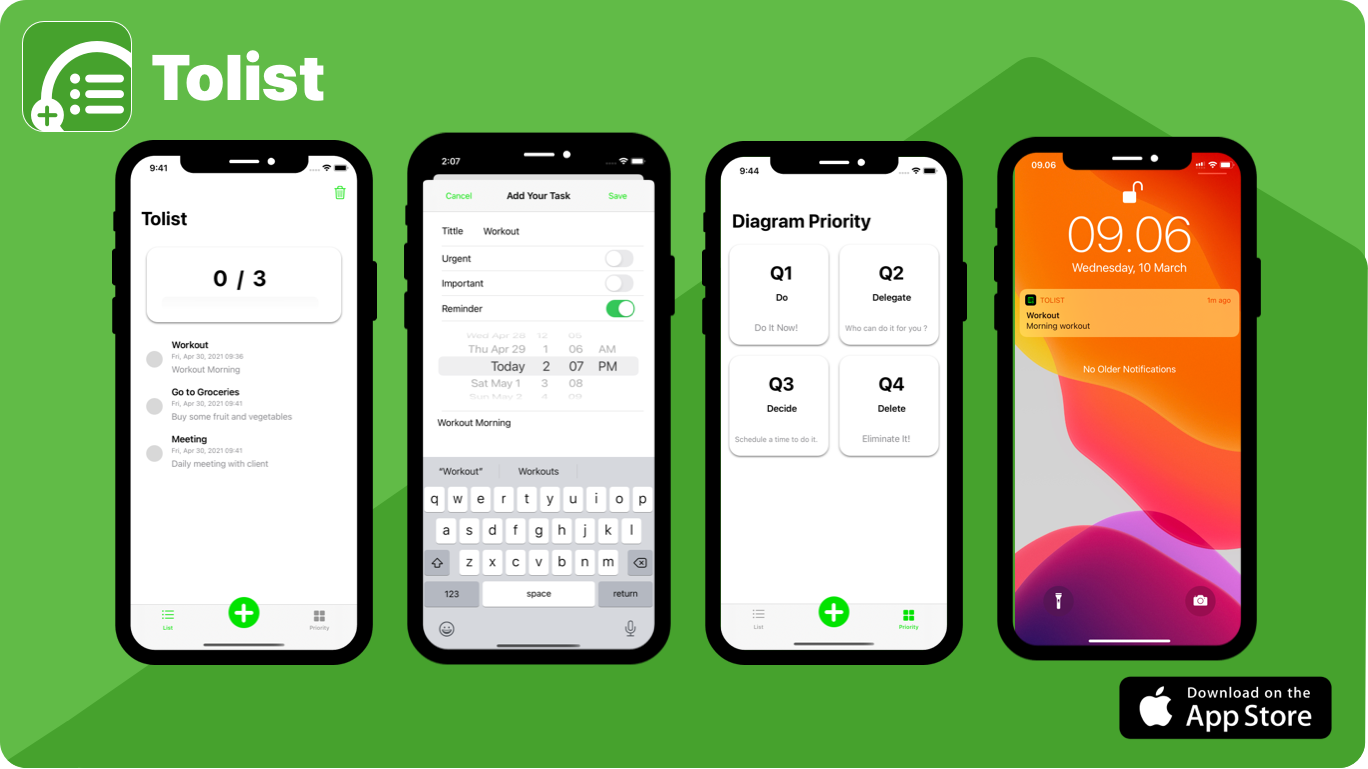 Tolist
9:41
Tolist
0 / 3
Workout
Fri, Apr 30, 2021 09:36
Workout Morning
Go to Groceries
Fri, Apr 30, 2021 09:41
Buy some fruit and vegetables
Meeting
Fri, Apr 30, 2021 09:41
Daily meeting with client
List
Priority
2:07
Cancel Add Your Task Save
Tittle Workout
Urgent
Important
Reminder
Wed Apr 28 12 05
Thu Apr 29 1 06 AM
Today 2 07 PM
Sat May 1 3 08
Sun May 2 4 09
Workout Morning
“Workout” Workouts
q w e r t y u i o p
a s d f g h j k l
z x c v b n m
123 space return
9:44
Diagram Priority
Q1
Do
Do It Now!
Q2
Delegate
Who can do it for you ?
Q3
Decide
Schedule a time to do it.
Q4
Delete
Eliminate It!
List
Priority
09.06
09.06
Wednesday, 10 March
TOLIST 1m ago
Workout
Morning workout
No Older Notifications
Download on the
App Store